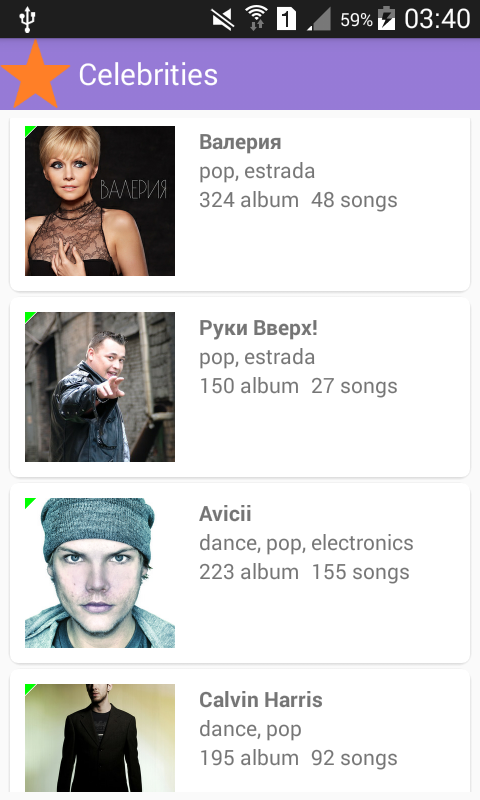 1 59% 03:40
Celebrities
ВАЛЕРИЯ
Валерия
pop, estrada
324 album 48 songs
Руки Вверх!
pop, estrada
150 album 27 songs
Avicii
dance, pop, electronics
223 album 155 songs
Calvin Harris
dance, pop
195 album 92 songs